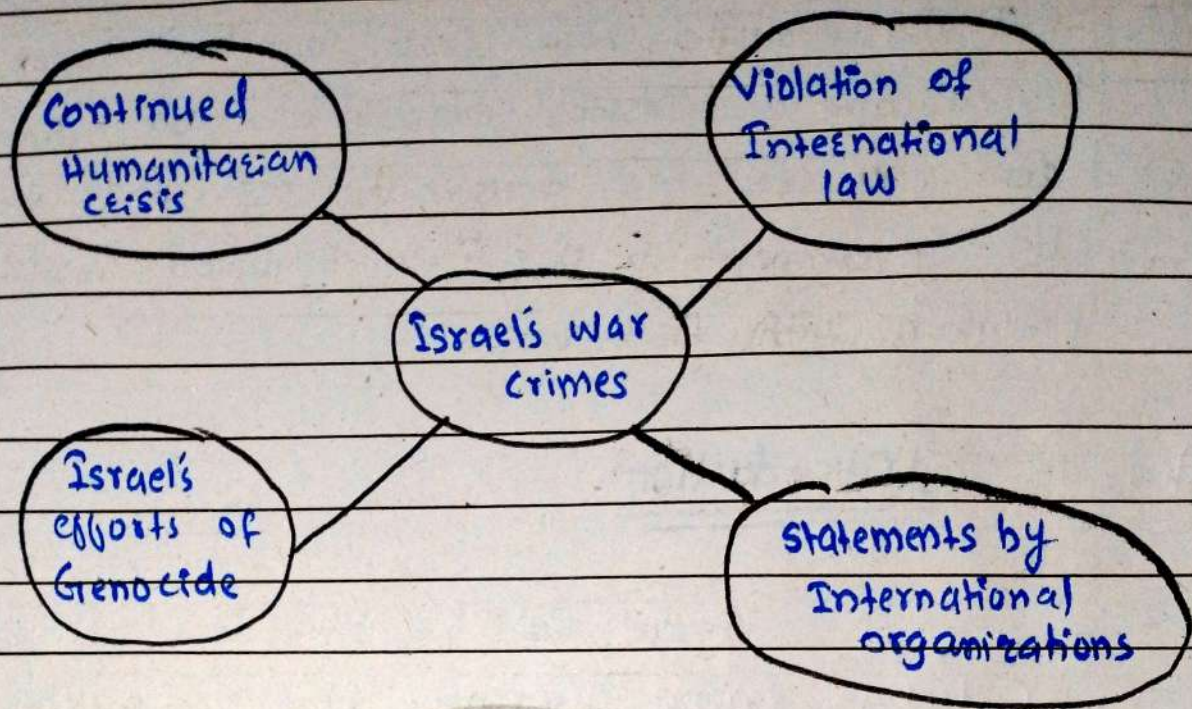 Continued
Humanitarian
crisis
Violation of
International
law
Israel's war
crimes
Israel's
efforts of
Genocide
statements by
International
organizations